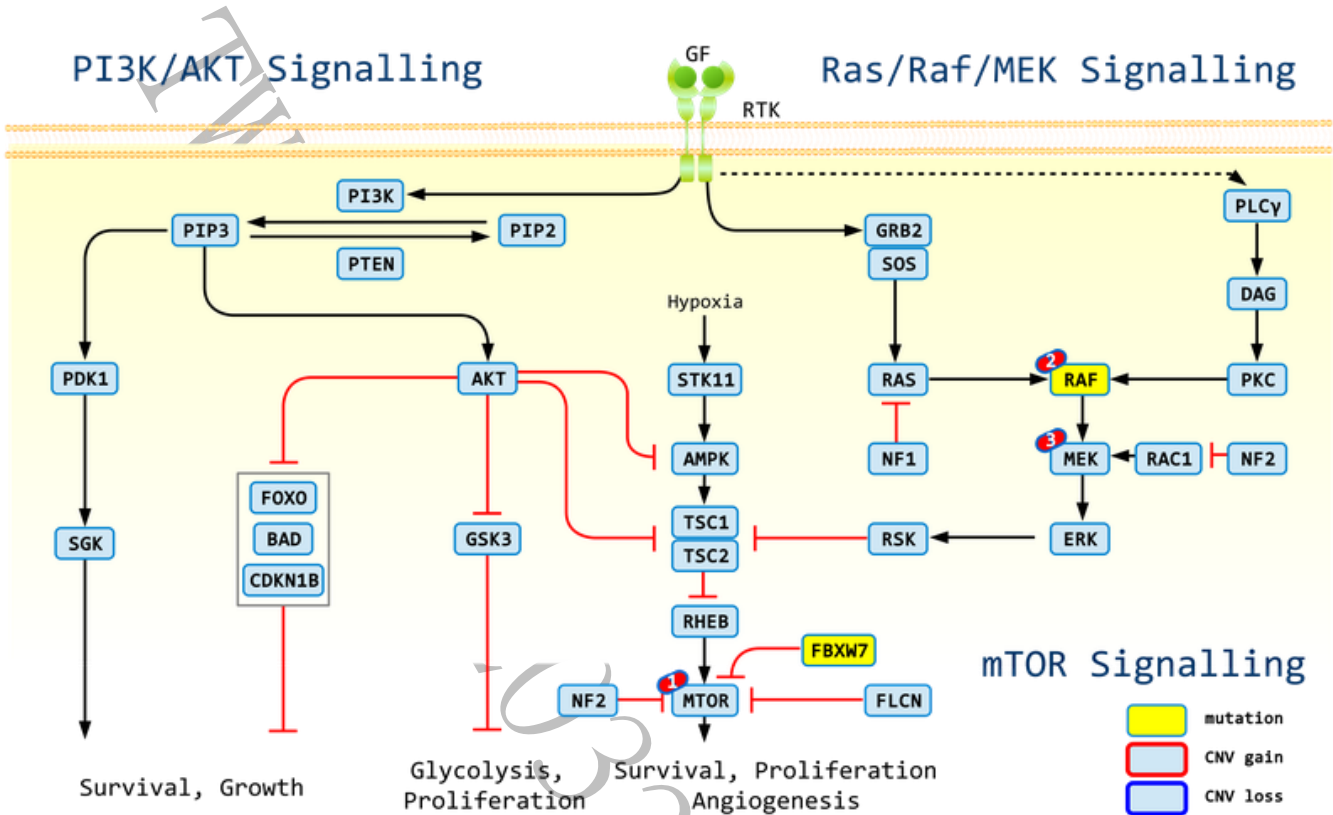 PI3K/AKT Signalling
GF
Ras/Raf/MEK Signalling
RTK
PI3K
PLCγ
PIP3
PIP2
GRB2
PTEN
SOS
DAG
Hypoxia
PDK1
AKT
STK11
RAS
2
RAF
PKC
3
AMPK
NF1
MEK
RAC1
NF2
FOXO
TSC1
SGK
BAD
GSK3
TSC2
RSK
ERK
CDKN1B
RHEB
FBXW7
mTOR Signalling
1
NF2
MTOR
FLCN
mutation
CNV gain
CNV loss
Survival, Growth
Glycolysis,
Proliferation
Survival, Proliferation
Angiogenesis
TW